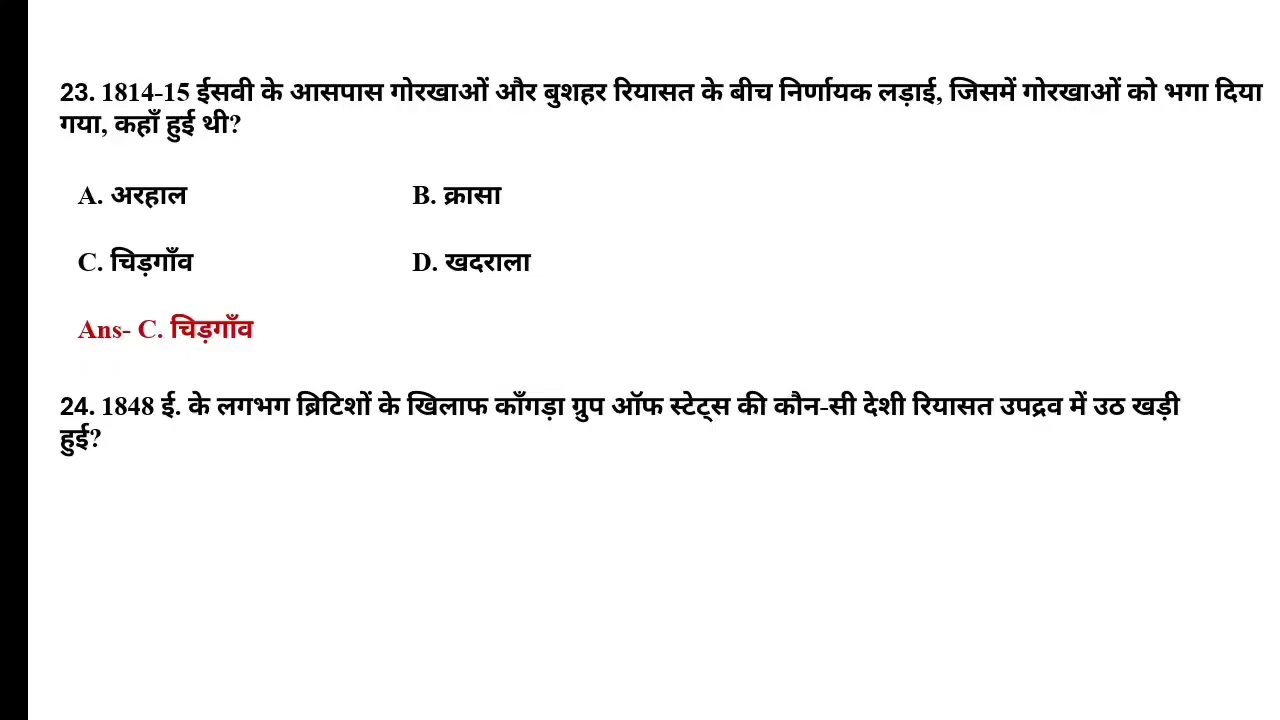 23. 1814-15 ईसवी के आसपास गोरखाओं और बुशहर रियासत के बीच निर्णायक लड़ाई, जिसमें गोरखाओं को भगा दिया
गया, कहाँ हुई थी?
A. अरहाल B. क्रासा
C. चिड़गाँव D. खदराला
Ans- C. चिड़गाँव
24. 1848 ई. के लगभग ब्रिटिशों के खिलाफ काँगड़ा ग्रुप ऑफ स्टेट्स की कौन-सी देशी रियासत उपद्रव में उठ खड़ी
हुई?